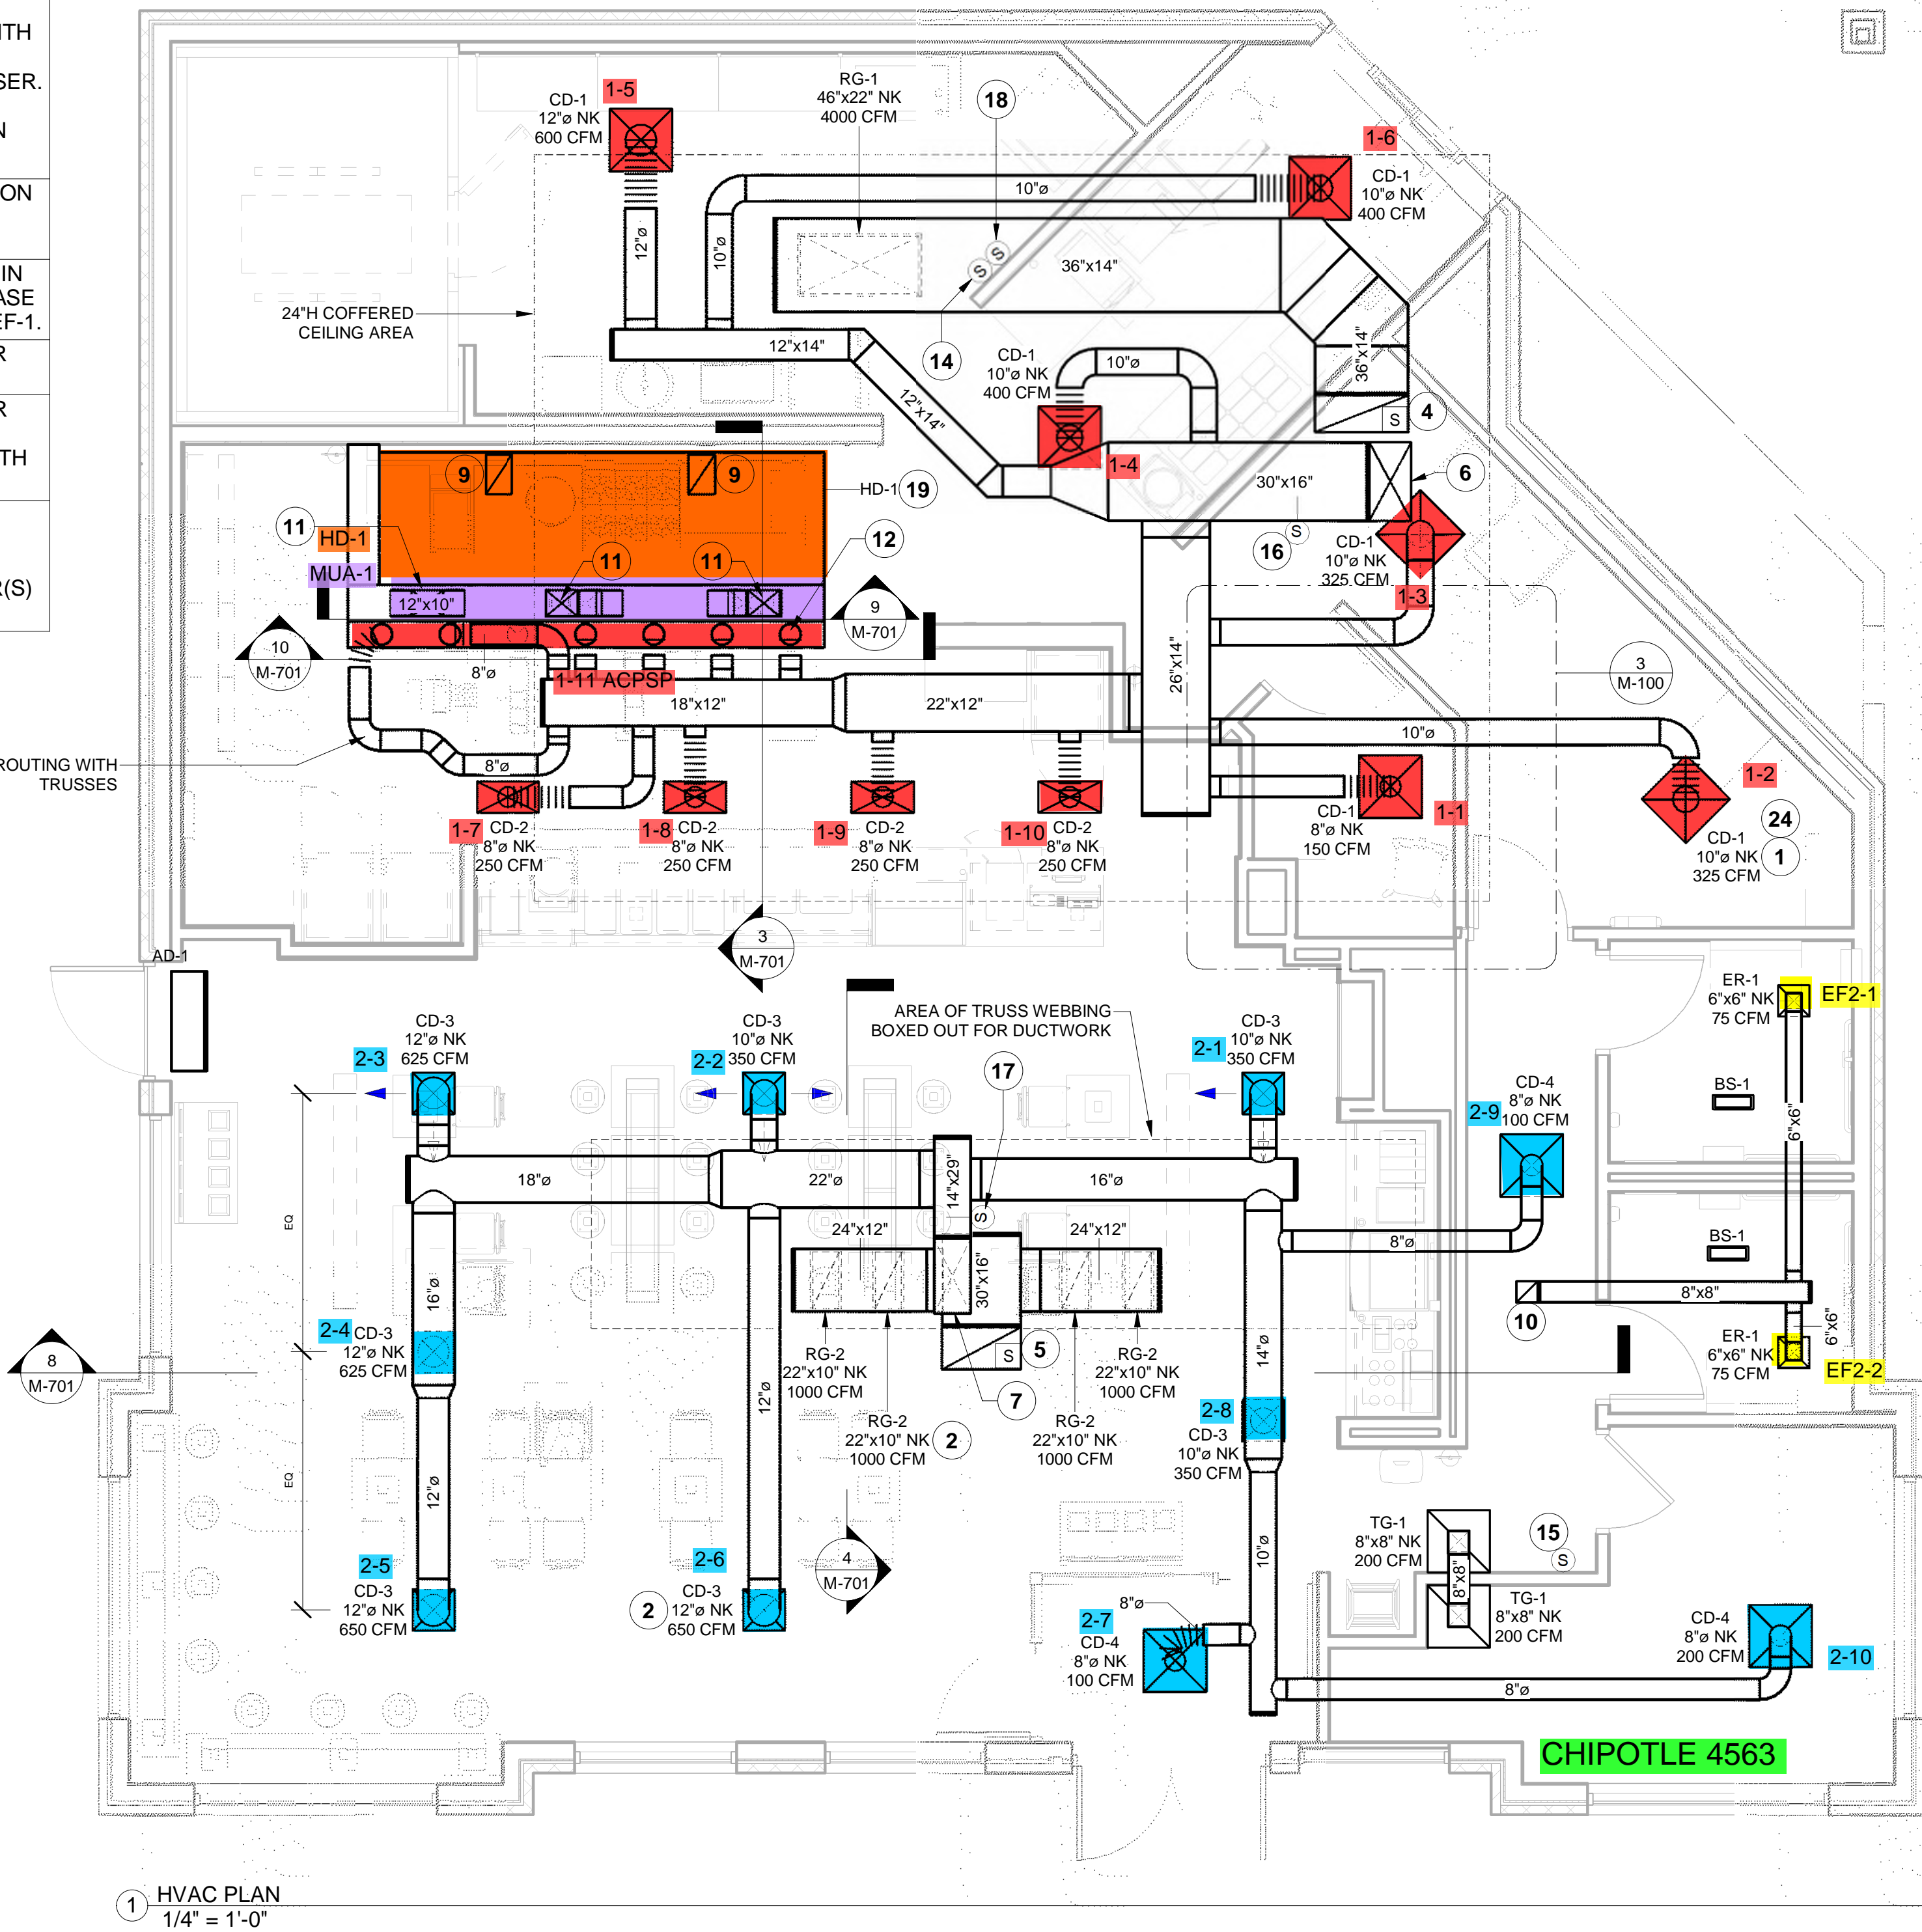 ITH
SER.
N
ION
IN
ASE
EF-1.
R
R
TH
R(S)
1-5
CD-1
12"ø NK
600 CFM
RG-1
46"x22" NK
4000 CFM
18
1-6
CD-1
10"ø NK
400 CFM
10"ø
12"ø
10"ø
S
S
36"x14"
24"H COFFERED
CEILING AREA
12"x14"
14
CD-1
10"ø NK
400 CFM
10"ø
36"x14"
12"x14"
S
4
1-4
9
9
HD-1
19
30"x16"
6
11
HD-1
11
11
12
S
16
CD-1
10"ø NK
325 CFM
1-3
MUA-1
12"x10"
9
M-701
10
M-701
8"ø
1-11 ACPSP
18"x12"
22"x12"
26"x14"
3
M-100
10"ø
ROUTING WITH
TRUSSES
8"ø
1-2
1-7
CD-2
8"ø NK
250 CFM
1-8
CD-2
8"ø NK
250 CFM
1-9
CD-2
8"ø NK
250 CFM
1-10
CD-2
8"ø NK
250 CFM
CD-1
8"ø NK
150 CFM
1-1
24
CD-1
10"ø NK
325 CFM
1
3
M-701
AD-1
ER-1
6"x6" NK
75 CFM
EF2-1
CD-3
12"ø NK
625 CFM
2-3
CD-3
10"ø NK
350 CFM
2-2
AREA OF TRUSS WEBBING
BOXED OUT FOR DUCTWORK
CD-3
10"ø NK
350 CFM
2-1
17
CD-4
8"ø NK
100 CFM
2-9
BS-1
6"x6"
18"ø
22"ø
14"x29"
16"ø
EQ
S
24"x12"
24"x12"
8"ø
BS-1
16"ø
30"x16"
8"x8"
10
6"x6"
2-4
CD-3
12"ø NK
625 CFM
8
M-701
RG-2
22"x10" NK
1000 CFM
S
5
RG-2
22"x10" NK
1000 CFM
14"ø
ER-1
6"x6" NK
75 CFM
EF2-2
12"ø
7
RG-2
22"x10" NK
1000 CFM
2
RG-2
22"x10" NK
1000 CFM
2-8
CD-3
10"ø NK
350 CFM
EQ
12"ø
TG-1
8"x8" NK
200 CFM
15
S
10"ø
2-5
CD-3
12"ø NK
650 CFM
2-6
2
CD-3
12"ø NK
650 CFM
4
M-701
8"x8"
TG-1
8"x8" NK
200 CFM
8"ø
2-7
CD-4
8"ø NK
100 CFM
CD-4
8"ø NK
200 CFM
2-10
8"ø
CHIPOTLE 4563
1
HVAC PLAN
1/4" = 1'-0"